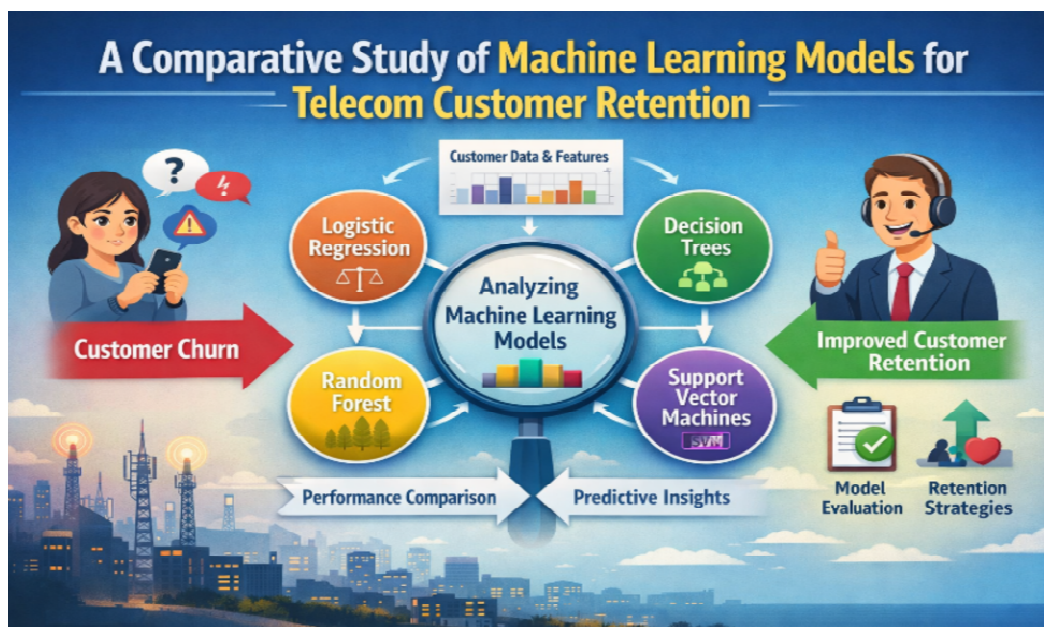 A Comparative Study of Machine Learning Models for
Telecom Customer Retention
Customer Data & Features
?
Logistic
Regression
Decision
Trees
Analyzing
Machine Learning
Models
Customer Churn
Improved Customer
Retention
Random
Forest
Support
Vector
Machines
SVM
Performance Comparison
Predictive Insights
Model
Evaluation
Retention
Strategies